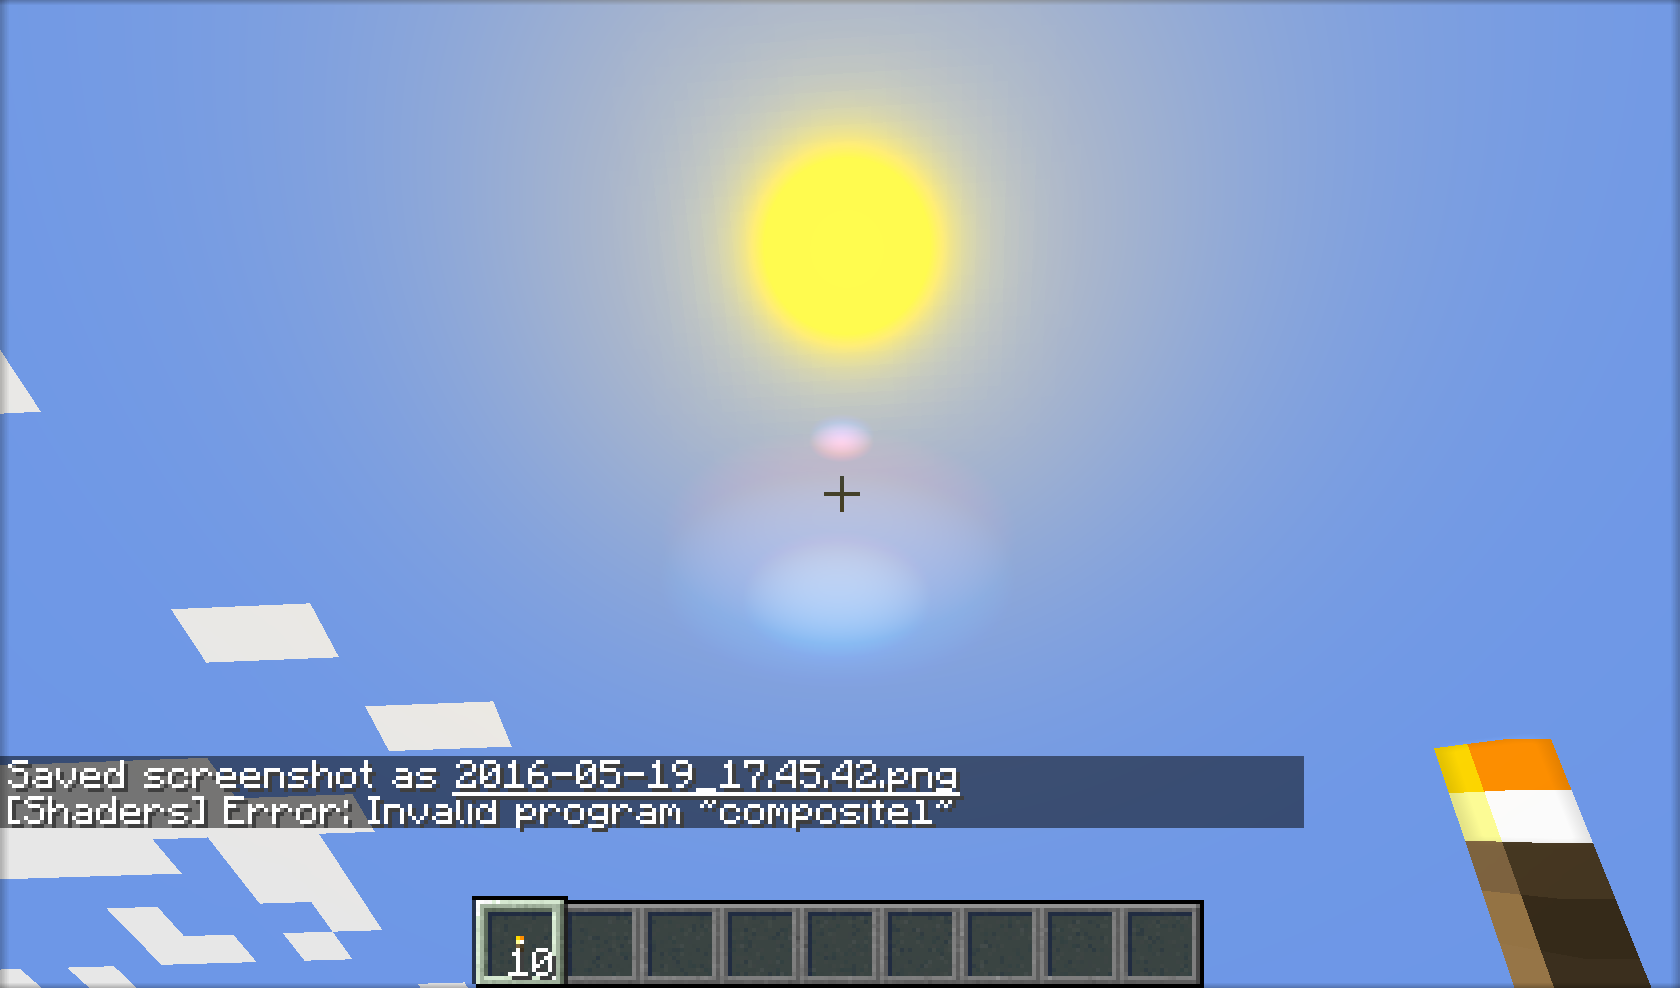 Saved screenshot as 2016-05-19_17.45.42.png
[Shaders] Error: Invalid program "composite1"
10